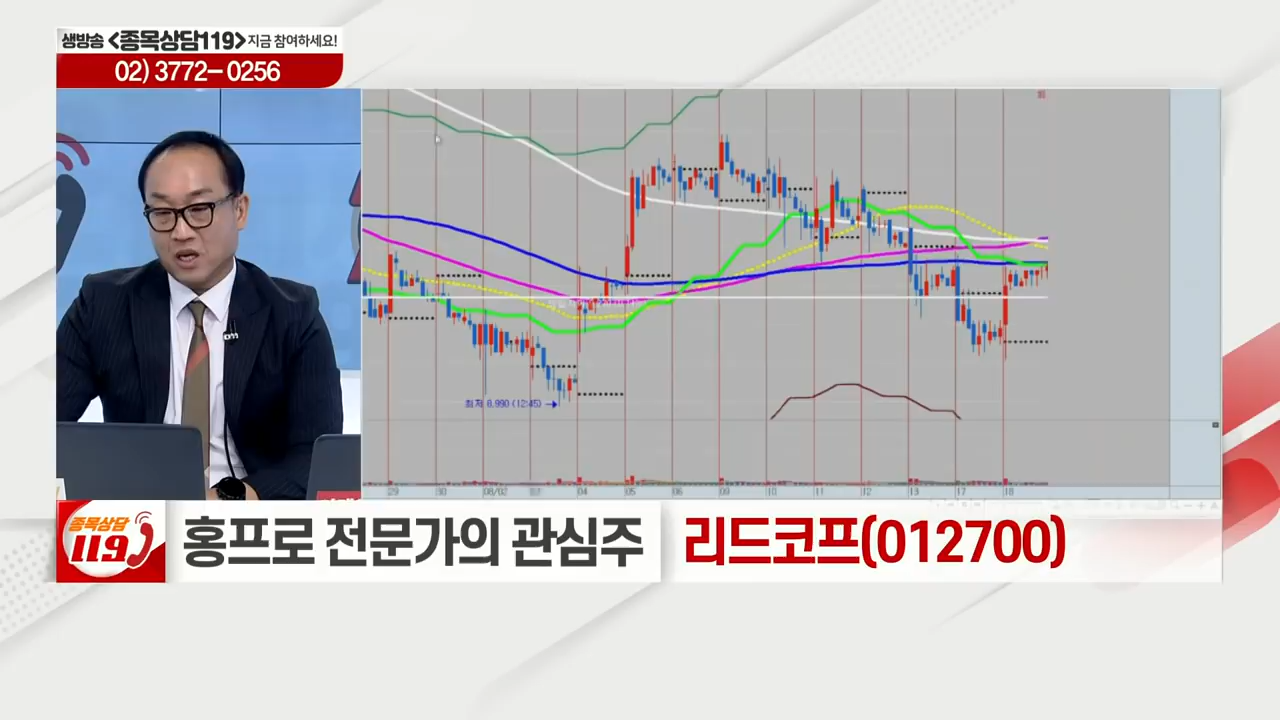 생방송 <종목상담119> 지금 참여하세요!
02) 3772-0256
최저 8,990 (12:45) →
29 30 08/02 04 05 06 09 10 11 12 13 17 18
종목상담
119
홍프로 전문가의 관심주
리드코프(012700)